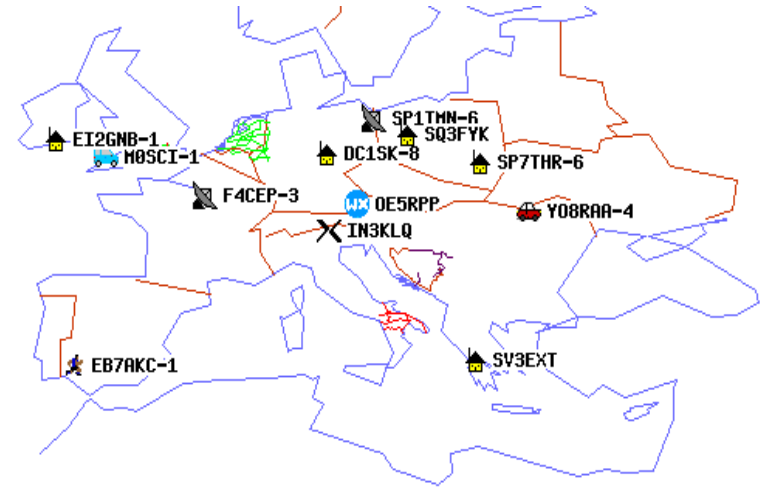 SP1TMN-6
SQ3FYK
EI2GNB-1
M0SCI-1
DC1SK-8
SP7THR-6
F4CEP-3
WX OE5RPP
YO8RAA-4
IN3KLQ
EB7AKC-1
SV3EXT